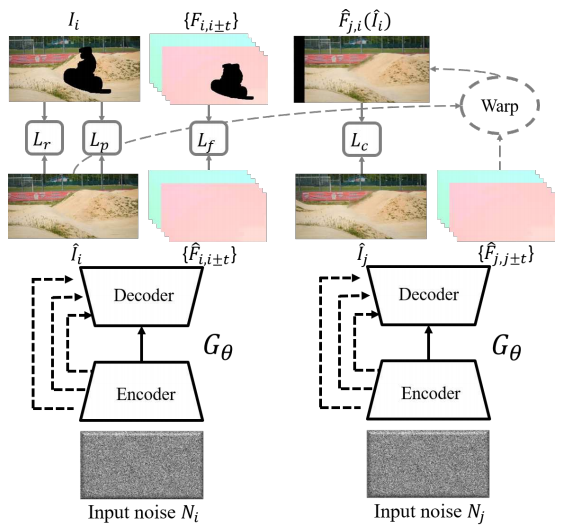 I_i {F_{i,i±t}} F̂_{j,i}(Î_i)
Warp
L_r L_p L_f L_c
Î_i {F̂_{i,i±t}} Î_j {F̂_{j,j±t}}
Decoder Decoder
G_θ G_θ
Encoder Encoder
Input noise N_i Input noise N_j